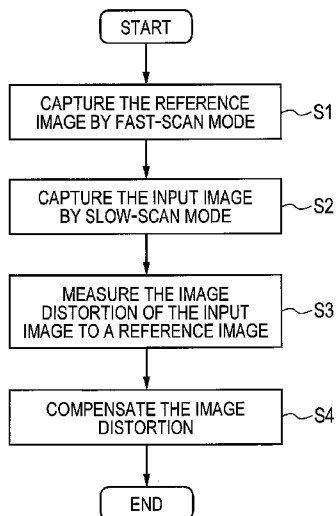 START
CAPTURE THE REFERENCE
IMAGE BY FAST-SCAN MODE
S1
CAPTURE THE INPUT IMAGE
BY SLOW-SCAN MODE
S2
MEASURE THE IMAGE
DISTORTION OF THE INPUT
IMAGE TO A REFERENCE IMAGE
S3
COMPENSATE THE IMAGE
DISTORTION
S4
END